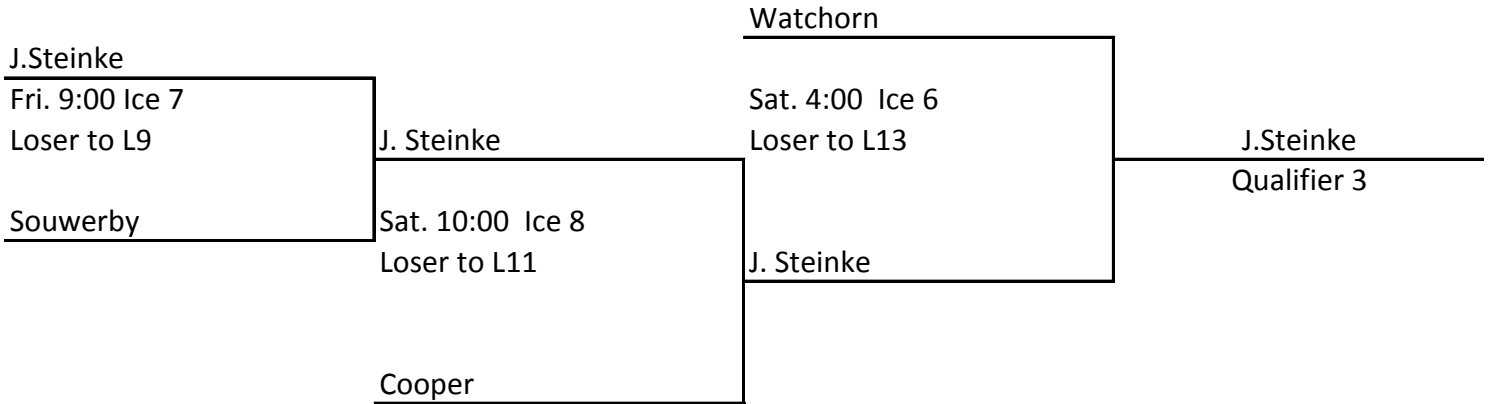 Watchorn
J.Steinke
Fri. 9:00 Ice 7
Sat. 4:00 Ice 6
Loser to L9
J. Steinke
Loser to L13
J.Steinke
Qualifier 3
Souwerby
Sat. 10:00 Ice 8
Loser to L11
J. Steinke
Cooper